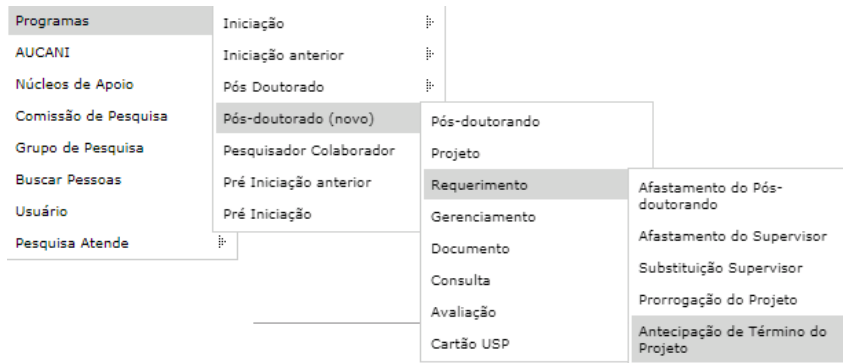 Programas
AUCANI
Núcleos de Apoio
Comissão de Pesquisa
Grupo de Pesquisa
Buscar Pessoas
Usuário
Pesquisa Atende
Iniciação
Iniciação anterior
Pós Doutorado
Pós-doutorado (novo)
Pesquisador Colaborador
Pré Iniciação anterior
Pré Iniciação
Pós-doutorando
Projeto
Requerimento
Gerenciamento
Documento
Consulta
Avaliação
Cartão USP
Afastamento do Pós-
doutorando
Afastamento do Supervisor
Substituição Supervisor
Prorrogação do Projeto
Antecipação de Término do
Projeto